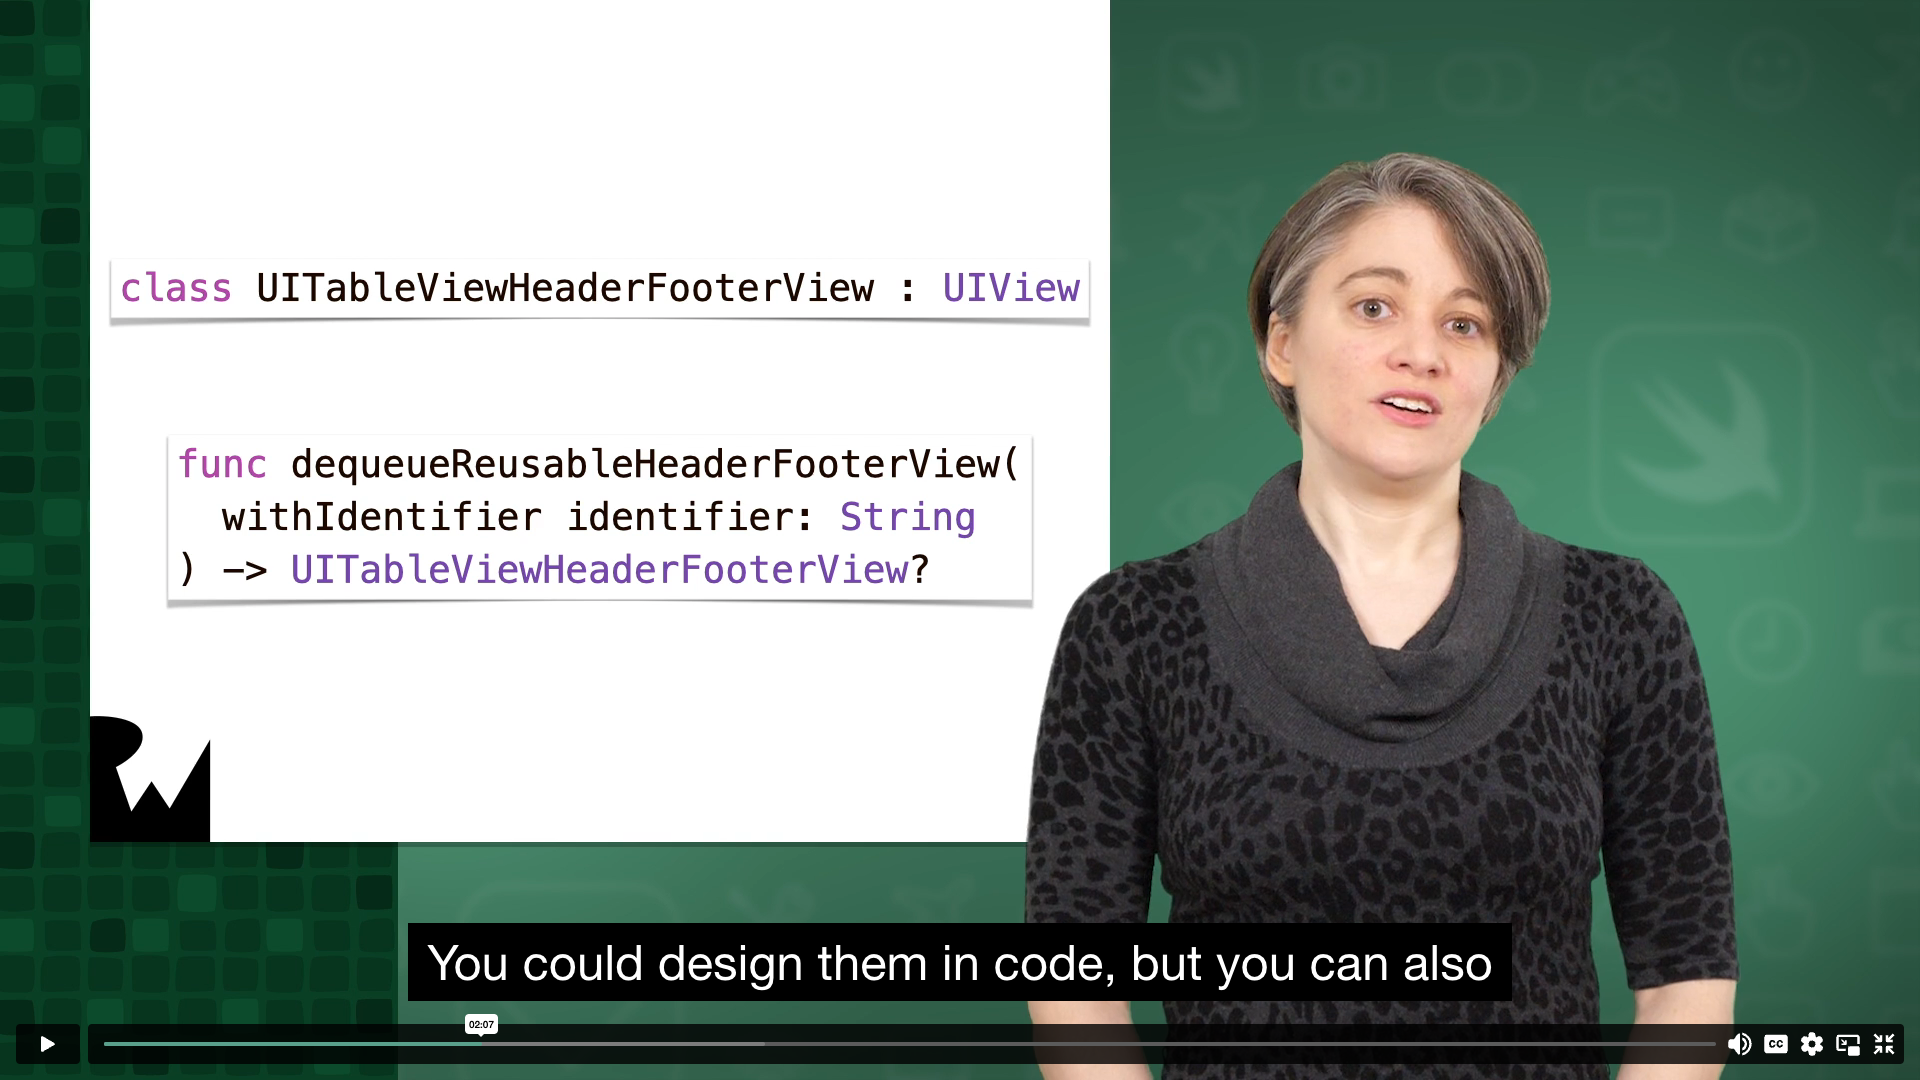 class UITableViewHeaderFooterView : UIView
func dequeueReusableHeaderFooterView(
withIdentifier identifier: String
) -> UITableViewHeaderFooterView?
RW
You could design them in code, but you can also
02:07
CC